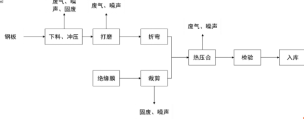 废气、噪
声、固废
废气、噪声
钢板
下料、冲压
打磨
折弯
废气、噪声
热压合
检验
入库
绝缘膜
裁剪
固废、噪声